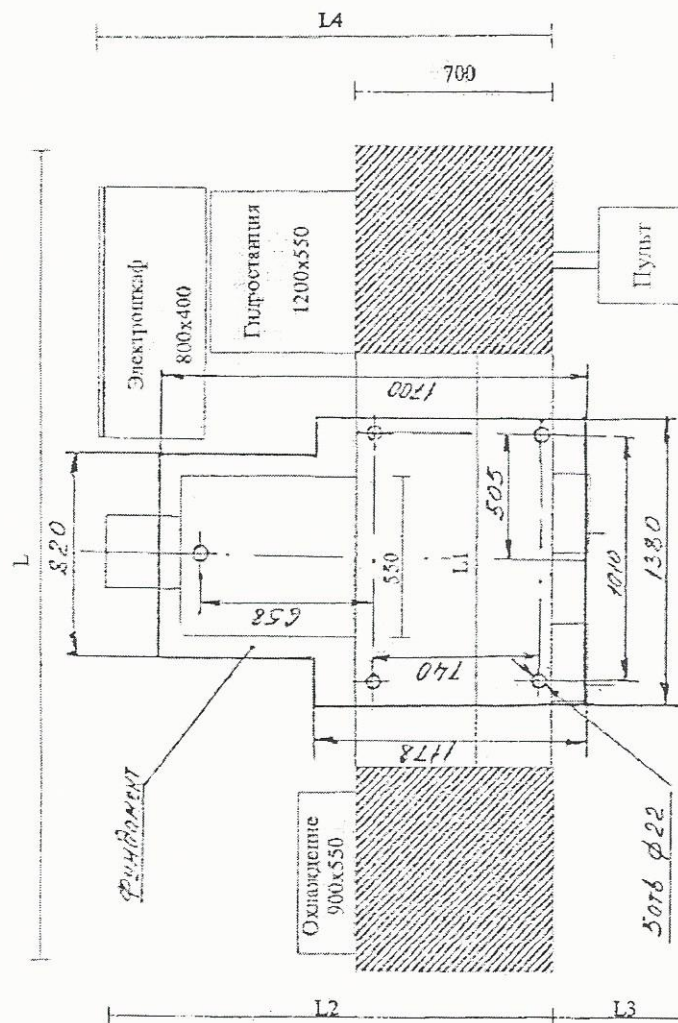 L4
700
L
820
Электрошкаф
800x400
Гидростанция
1200x550
Пульт
1700
505
1010
1380
550
L1
658
740
1178
Фундамент
Охлаждение
900x550
5отв ϕ22
L2
L3